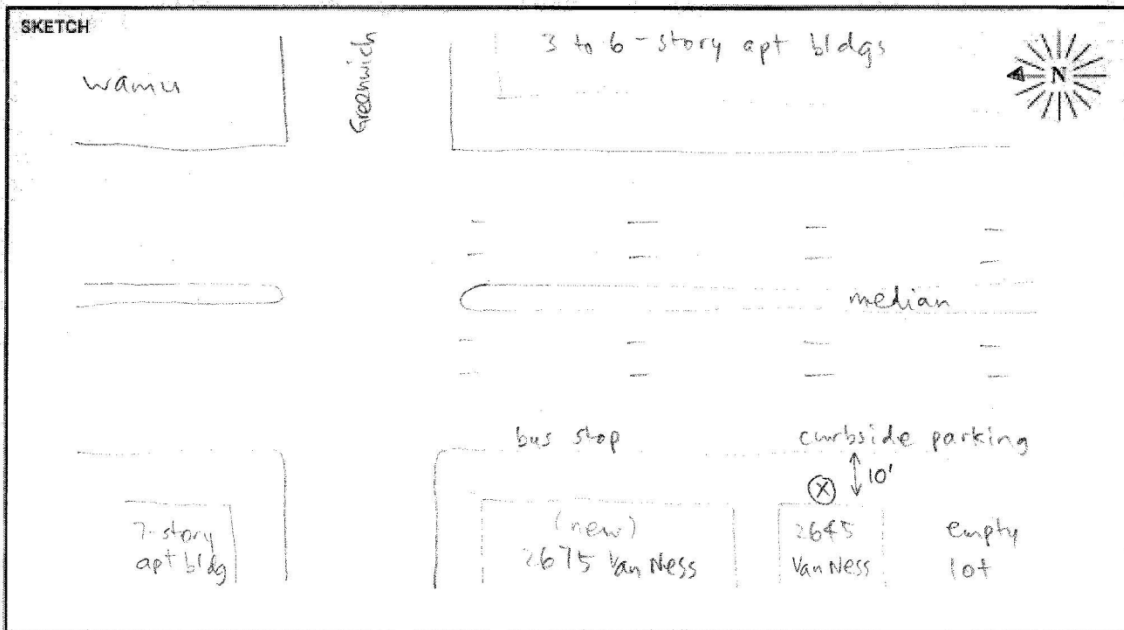 SKETCH
wamu
Greenwich
3 to 6-story apt bldgs
N
median
bus stop
curbside parking
X
10'
7-story
apt bldg
(new)
2675 Van Ness
2645
Van Ness
empty
lot